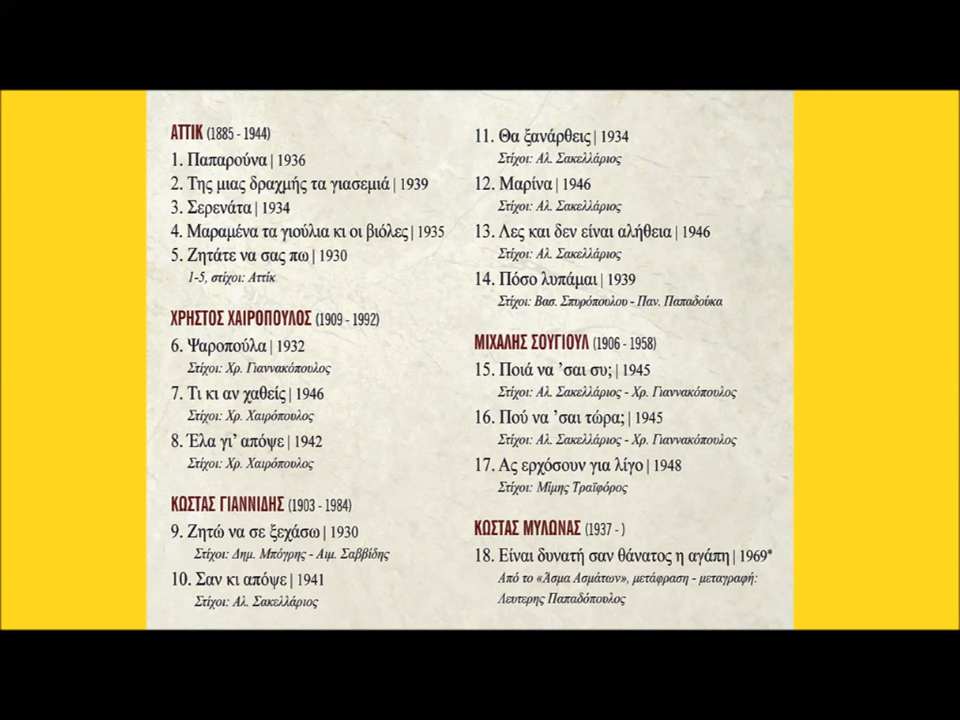 ΑΤΤΙΚ (1885 - 1944)
1. Παπαρούνα | 1936
2. Της μιας δραχμής τα γιασεμιά | 1939
3. Σερενάτα | 1934
4. Μαραμένα τα γιούλια κι οι βιόλες | 1935
5. Ζητάτε να σας πω | 1930
1-5, στίχοι: Αττίκ
ΧΡΗΣΤΟΣ ΧΑΙΡΟΠΟΥΛΟΣ (1909 - 1992)
6. Ψαροπούλα | 1932
Στίχοι: Χρ. Γιαννακόπουλος
7. Τι κι αν χαθείς | 1946
Στίχοι: Χρ. Χαιρόπουλος
8. Έλα γι’ απόψε | 1942
Στίχοι: Χρ. Χαιρόπουλος
ΚΩΣΤΑΣ ΓΙΑΝΝΙΔΗΣ (1903 - 1984)
9. Ζητώ να σε ξεχάσω | 1930
Στίχοι: Δημ. Μπόγρης - Αιμ. Σαββίδης
10. Σαν κι απόψε | 1941
Στίχοι: Αλ. Σακελλάριος
11. Θα ξανάρθεις | 1934
Στίχοι: Αλ. Σακελλάριος
12. Μαρίνα | 1946
Στίχοι: Αλ. Σακελλάριος
13. Λες και δεν είναι αλήθεια | 1946
Στίχοι: Αλ. Σακελλάριος
14. Πόσο λυπάμαι | 1939
Στίχοι: Βασ. Σπυρόπουλου - Παν. Παπαδούκα
ΜΙΧΑΛΗΣ ΣΟΥΓΙΟΥΛ (1906 - 1958)
15. Ποιά να ’σαι συ; | 1945
Στίχοι: Αλ. Σακελλάριος - Χρ. Γιαννακόπουλος
16. Πού να ’σαι τώρα; | 1945
Στίχοι: Αλ. Σακελλάριος - Χρ. Γιαννακόπουλος
17. Ας ερχόσουν για λίγο | 1948
Στίχοι: Μίμης Τραϊφόρος
ΚΩΣΤΑΣ ΜΥΛΩΝΑΣ (1937 - )
18. Είναι δυνατή σαν θάνατος η αγάπη | 1969*
Από το «Άσμα Ασμάτων», μετάφραση - μεταγραφή:
Λευτερης Παπαδόπουλος